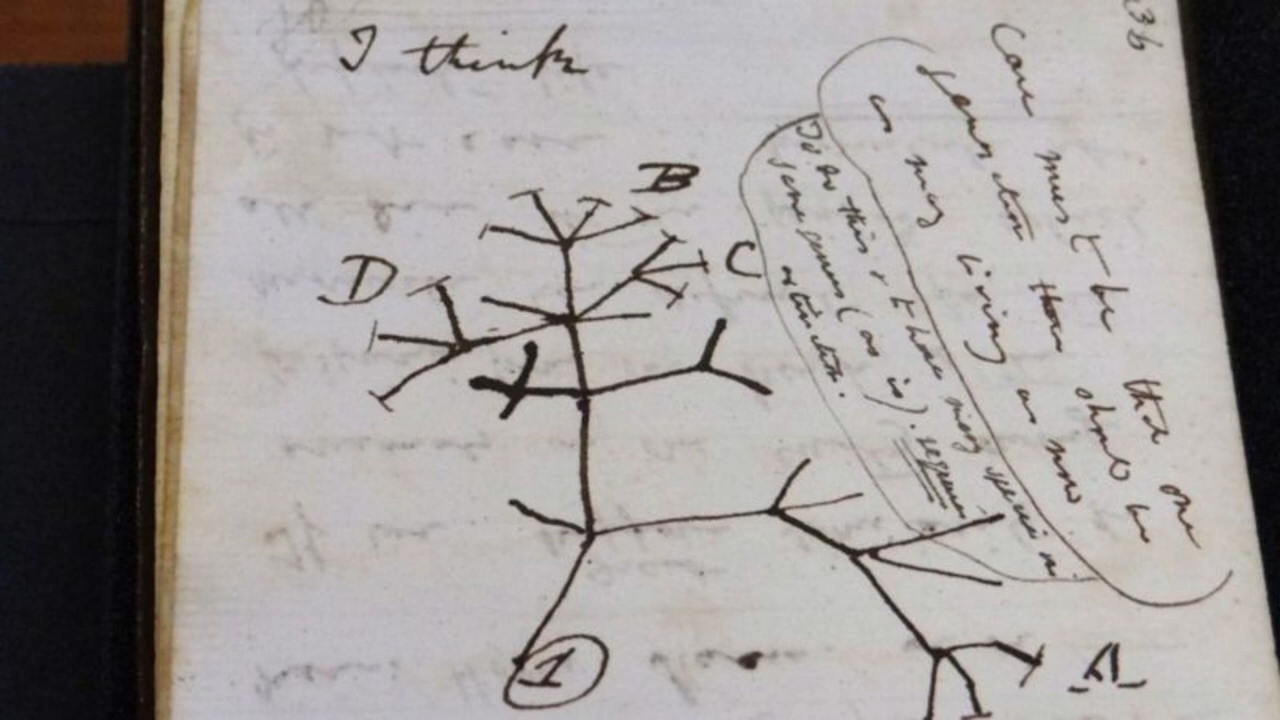 36
I think
Case must be that one
generation then should be
as many living as now
To do this & to have many species in
same genus (as is). requires
extinction.
B
C
D
A
1